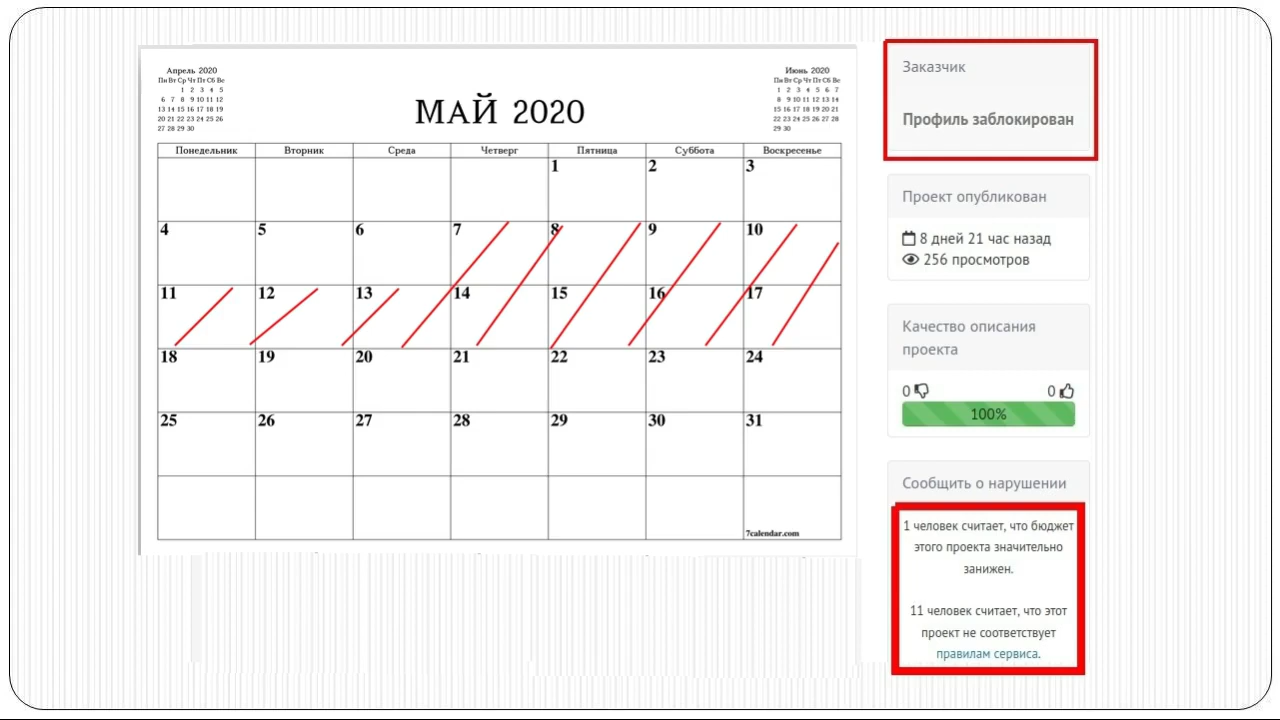 Апрель 2020
Пн Вт Ср Чт Пт Сб Вс
1 2 3 4 5
6 7 8 9 10 11 12
13 14 15 16 17 18 19
20 21 22 23 24 25 26
27 28 29 30
МАЙ 2020
Июнь 2020
Пн Вт Ср Чт Пт Сб Вс
1 2 3 4 5 6 7
8 9 10 11 12 13 14
15 16 17 18 19 20 21
22 23 24 25 26 27 28
29 30
Понедельник Вторник Среда Четверг Пятница Суббота Воскресенье
1 2 3
4 5 6 7 8 9 10
11 12 13 14 15 16 17
18 19 20 21 22 23 24
25 26 27 28 29 30 31
7calendar.com
Заказчик
Профиль заблокирован
Проект опубликован
8 дней 21 час назад
256 просмотров
Качество описания
проекта
0 0
100%
Сообщить о нарушении
1 человек считает, что бюджет
этого проекта значительно
занижен.
11 человек считает, что этот
проект не соответствует
правилам сервиса.